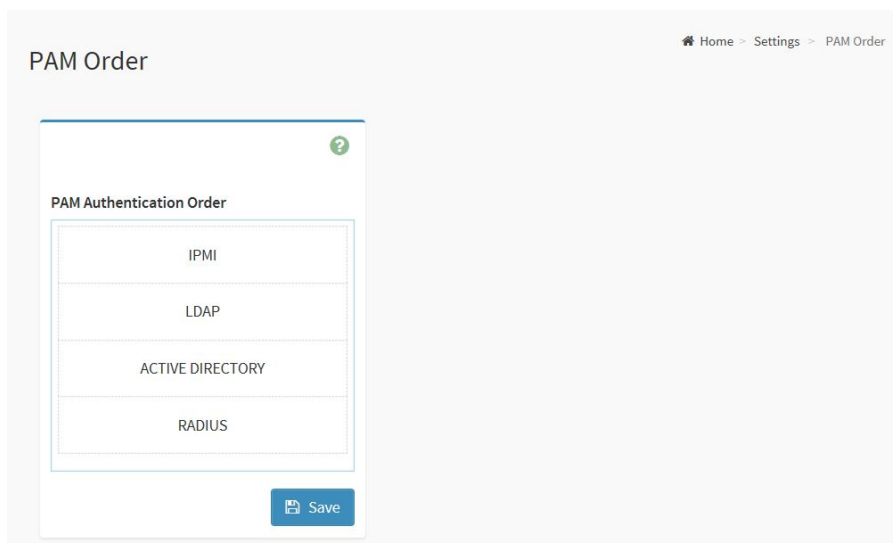 Home > Settings > PAM Order
PAM Order
?
PAM Authentication Order
IPMI
LDAP
ACTIVE DIRECTORY
RADIUS
Save